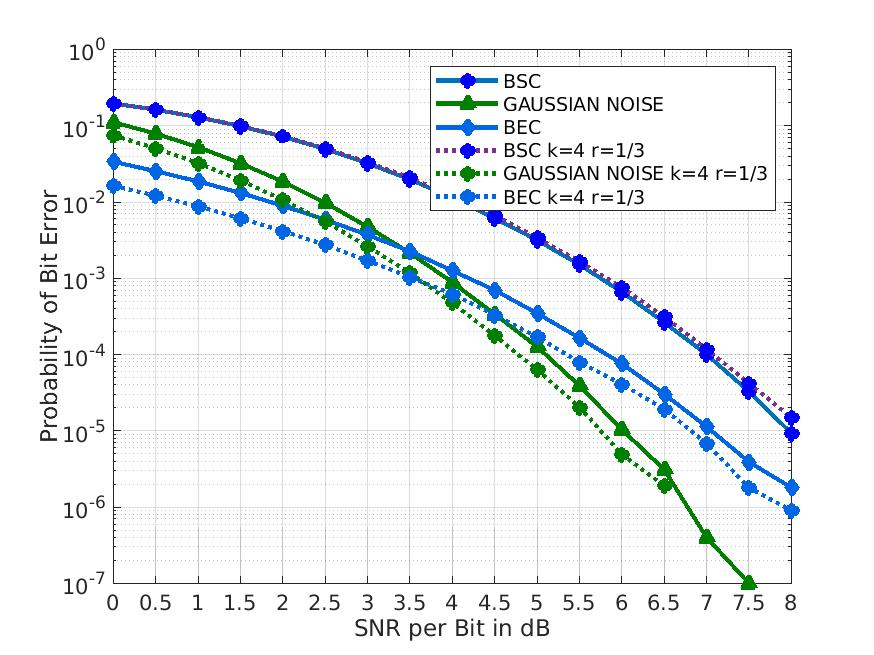 10^0
10^-1
10^-2
10^-3
10^-4
10^-5
10^-6
10^-7
Probability of Bit Error
BSC
GAUSSIAN NOISE
BEC
BSC k=4 r=1/3
GAUSSIAN NOISE k=4 r=1/3
BEC k=4 r=1/3
0 0.5 1 1.5 2 2.5 3 3.5 4 4.5 5 5.5 6 6.5 7 7.5 8
SNR per Bit in dB